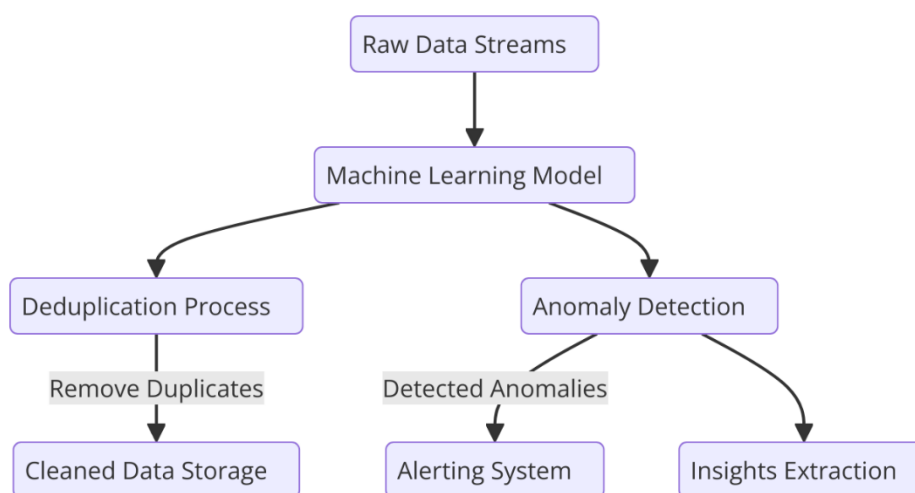 Raw Data Streams
Machine Learning Model
Deduplication Process
Anomaly Detection
Remove Duplicates
Detected Anomalies
Cleaned Data Storage
Alerting System
Insights Extraction